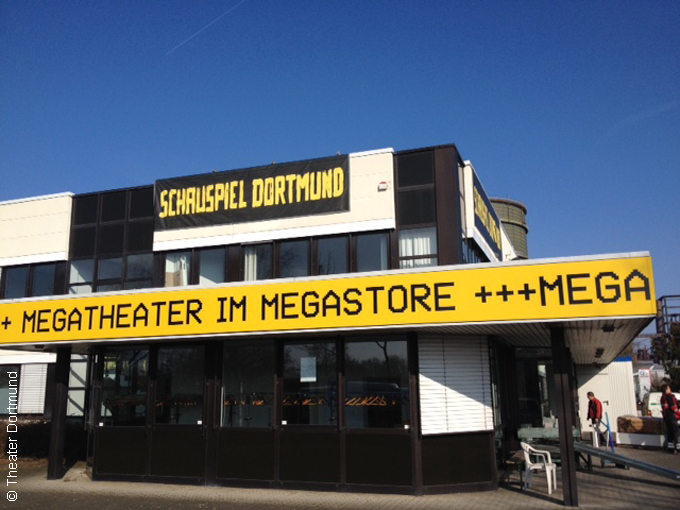 SCHAUSPIEL DORTMUND
+ MEGATHEATER IM MEGASTORE +++MEGA
© Theater Dortmund